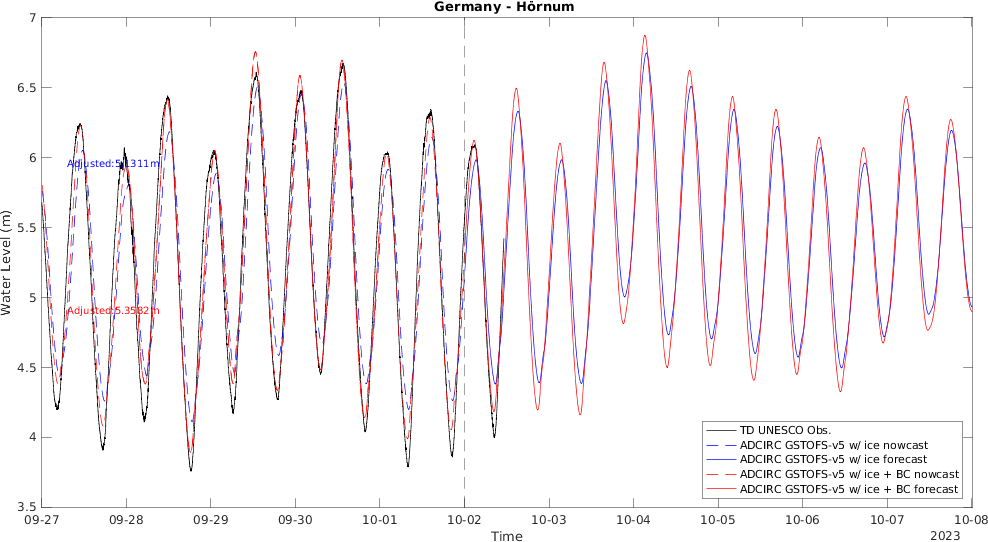 Germany - Hörnum
7
6.5
6
5.5
5
4.5
4
3.5
Water Level (m)
Adjusted:5.1311m
Adjusted:5.3582m
TD UNESCO Obs.
ADCIRC GSTOFS-v5 w/ ice nowcast
ADCIRC GSTOFS-v5 w/ ice forecast
ADCIRC GSTOFS-v5 w/ ice + BC nowcast
ADCIRC GSTOFS-v5 w/ ice + BC forecast
09-27 09-28 09-29 09-30 10-01 10-02 10-03 10-04 10-05 10-06 10-07 10-08
Time
2023